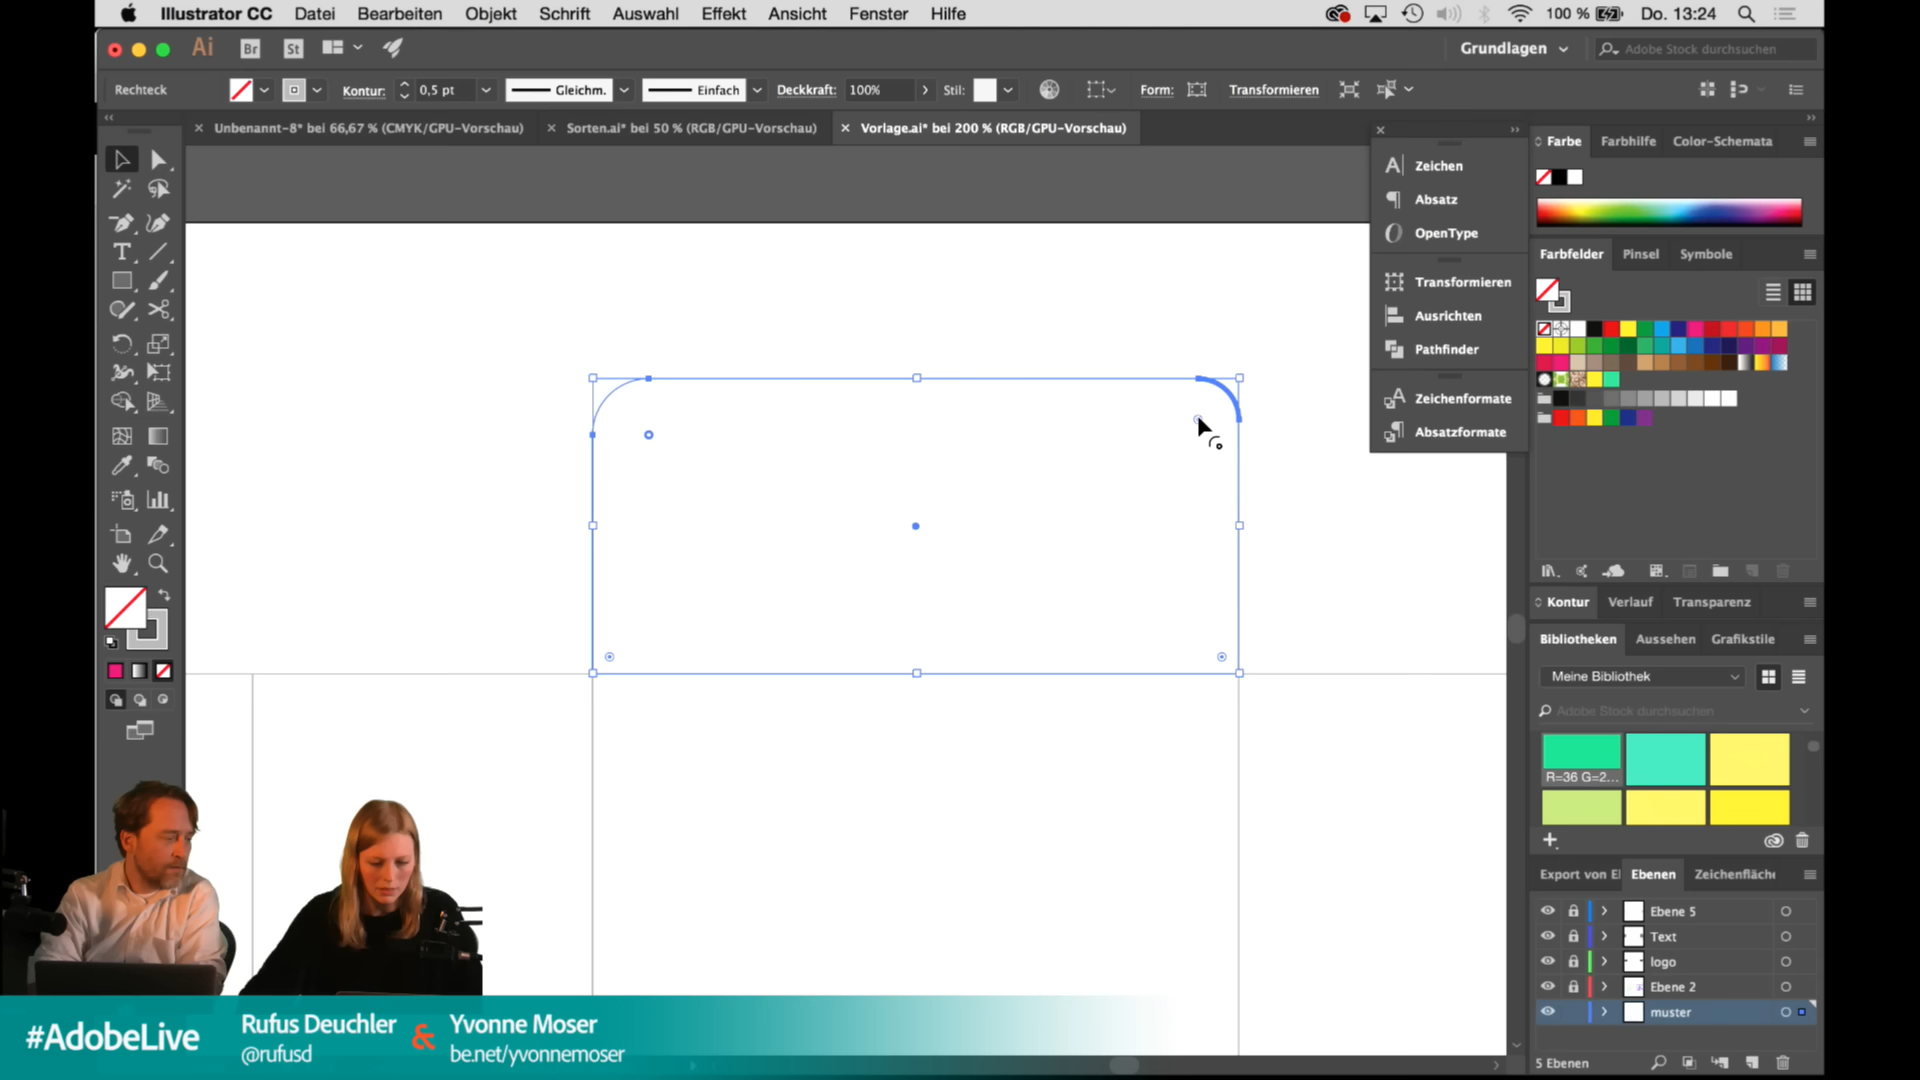 Illustrator CC Datei Bearbeiten Objekt Schrift Auswahl Effekt Ansicht Fenster Hilfe 100 % Do. 13:24
Ai Br St Grundlagen Adobe Stock durchsuchen
Rechteck Kontur: 0,5 pt Gleichm. Einfach Deckkraft: 100% Stil: Form: Transformieren
Unbenannt-8* bei 66,67 % (CMYK/GPU-Vorschau) Sorten.ai* bei 50 % (RGB/GPU-Vorschau) Vorlage.ai* bei 200 % (RGB/GPU-Vorschau)
Zeichen
Absatz
OpenType
Transformieren
Ausrichten
Pathfinder
Zeichenformate
Absatzformate
Farbe Farbhilfe Color-Schemata
Farbfelder Pinsel Symbole
Kontur Verlauf Transparenz
Bibliotheken Aussehen Grafikstile
Meine Bibliothek
Adobe Stock durchsuchen
R=36 G=2...
Export von El Ebenen Zeichenfläche
Ebene 5
Text
logo
Ebene 2
muster
5 Ebenen
#AdobeLive
Rufus Deuchler & Yvonne Moser
@rufusd be.net/yvonnemoser